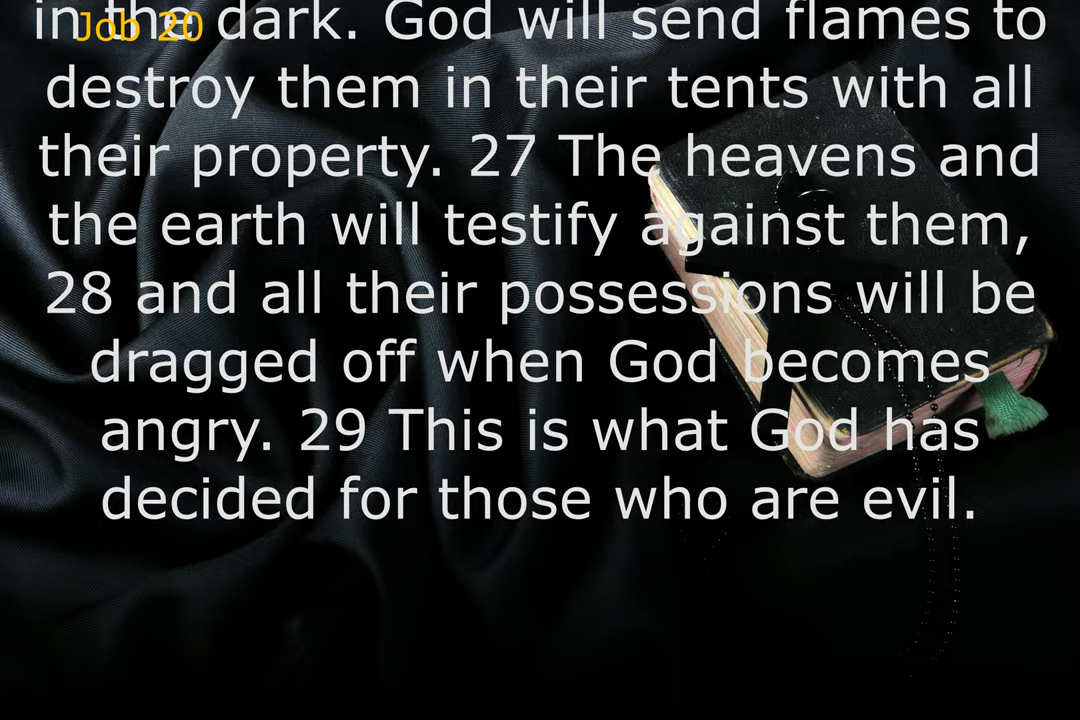 Job 20
in the dark. God will send flames to
destroy them in their tents with all
their property. 27 The heavens and
the earth will testify against them,
28 and all their possessions will be
dragged off when God becomes
angry. 29 This is what God has
decided for those who are evil.